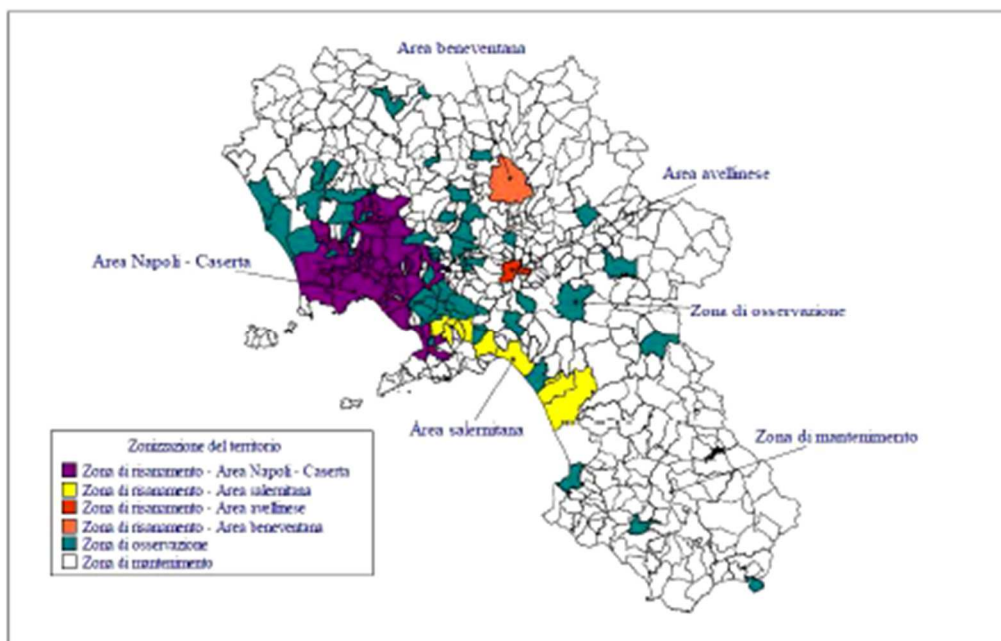 Area beneventana
Area avellinese
Area Napoli - Caserta
Zona di osservazione
Area salernitana
Zona di mantenimento
Zonizzazione del territorio
Zona di risanamento - Area Napoli - Caserta
Zona di risanamento - Area salernitana
Zona di risanamento - Area avellinese
Zona di risanamento - Area beneventana
Zona di osservazione
Zona di mantenimento